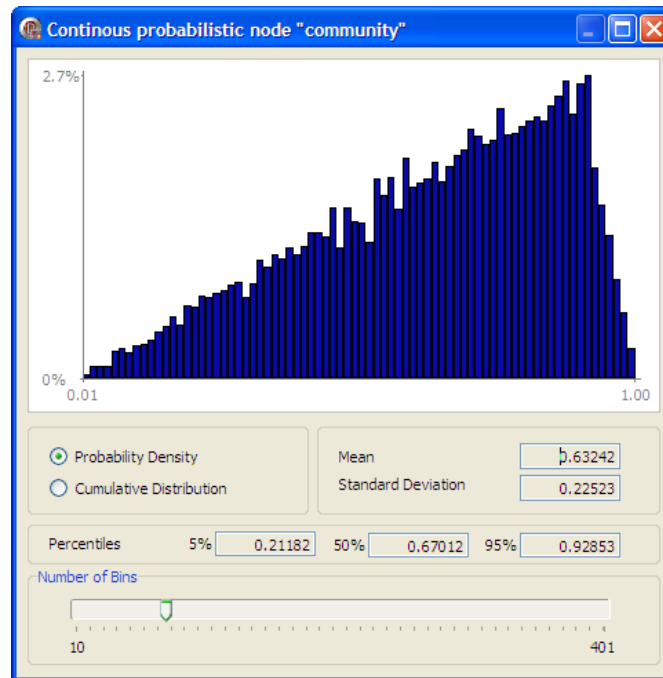 Continous probabilistic node "community"
2.7%
0%
0.01 1.00
Probability Density
Cumulative Distribution
Mean 0.63242
Standard Deviation 0.22523
Percentiles 5% 0.21182 50% 0.67012 95% 0.92853
Number of Bins
10 401